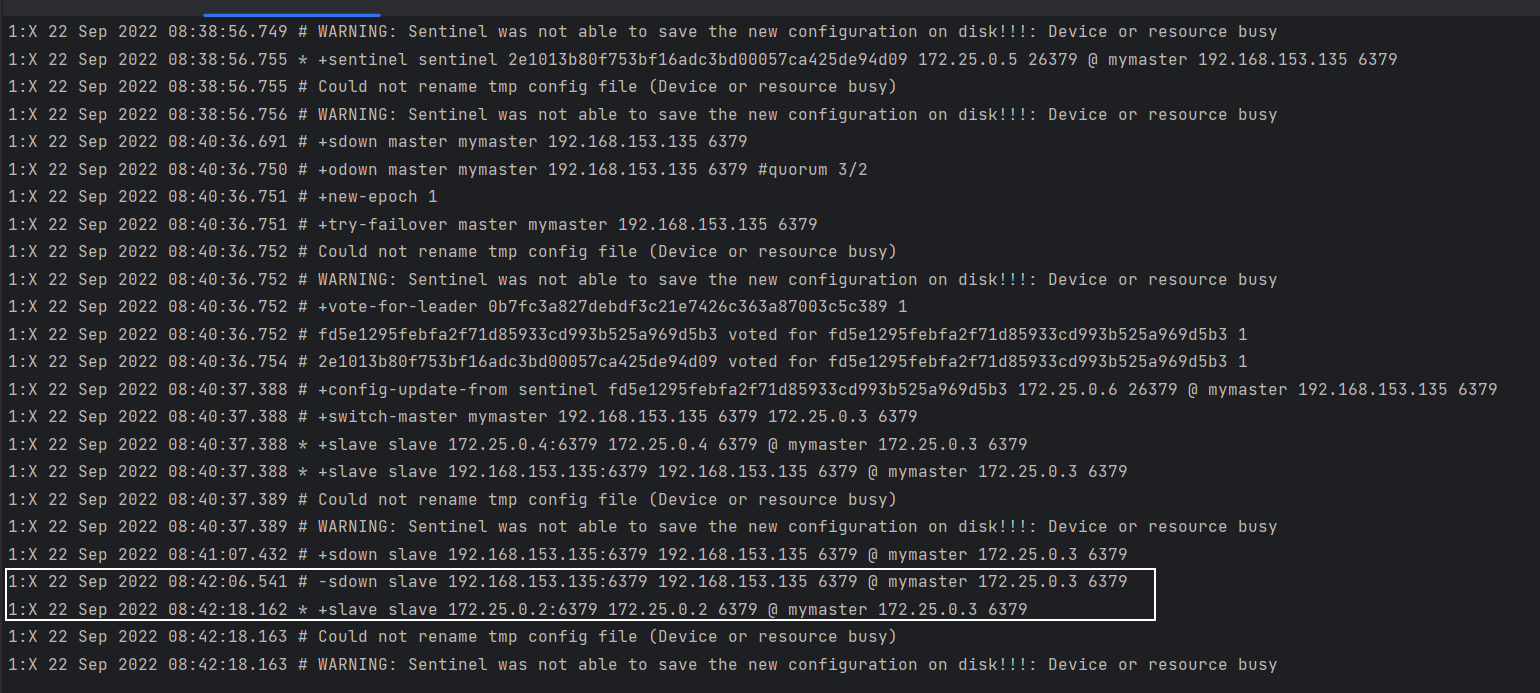 1:X 22 Sep 2022 08:38:56.749 # WARNING: Sentinel was not able to save the new configuration on disk!!!: Device or resource busy
1:X 22 Sep 2022 08:38:56.755 * +sentinel sentinel 2e1013b80f753bf16adc3bd00057ca425de94d09 172.25.0.5 26379 @ mymaster 192.168.153.135 6379
1:X 22 Sep 2022 08:38:56.755 # Could not rename tmp config file (Device or resource busy)
1:X 22 Sep 2022 08:38:56.756 # WARNING: Sentinel was not able to save the new configuration on disk!!!: Device or resource busy
1:X 22 Sep 2022 08:40:36.691 # +sdown master mymaster 192.168.153.135 6379
1:X 22 Sep 2022 08:40:36.750 # +odown master mymaster 192.168.153.135 6379 #quorum 3/2
1:X 22 Sep 2022 08:40:36.751 # +new-epoch 1
1:X 22 Sep 2022 08:40:36.751 # +try-failover master mymaster 192.168.153.135 6379
1:X 22 Sep 2022 08:40:36.752 # Could not rename tmp config file (Device or resource busy)
1:X 22 Sep 2022 08:40:36.752 # WARNING: Sentinel was not able to save the new configuration on disk!!!: Device or resource busy
1:X 22 Sep 2022 08:40:36.752 # +vote-for-leader 0b7fc3a827debdf3c21e7426c363a87003c5c389 1
1:X 22 Sep 2022 08:40:36.752 # fd5e1295febfa2f71d85933cd993b525a969d5b3 voted for fd5e1295febfa2f71d85933cd993b525a969d5b3 1
1:X 22 Sep 2022 08:40:36.754 # 2e1013b80f753bf16adc3bd00057ca425de94d09 voted for fd5e1295febfa2f71d85933cd993b525a969d5b3 1
1:X 22 Sep 2022 08:40:37.388 # +config-update-from sentinel fd5e1295febfa2f71d85933cd993b525a969d5b3 172.25.0.6 26379 @ mymaster 192.168.153.135 6379
1:X 22 Sep 2022 08:40:37.388 # +switch-master mymaster 192.168.153.135 6379 172.25.0.3 6379
1:X 22 Sep 2022 08:40:37.388 * +slave slave 172.25.0.4:6379 172.25.0.4 6379 @ mymaster 172.25.0.3 6379
1:X 22 Sep 2022 08:40:37.388 * +slave slave 192.168.153.135:6379 192.168.153.135 6379 @ mymaster 172.25.0.3 6379
1:X 22 Sep 2022 08:40:37.389 # Could not rename tmp config file (Device or resource busy)
1:X 22 Sep 2022 08:40:37.389 # WARNING: Sentinel was not able to save the new configuration on disk!!!: Device or resource busy
1:X 22 Sep 2022 08:41:07.432 # +sdown slave 192.168.153.135:6379 192.168.153.135 6379 @ mymaster 172.25.0.3 6379
1:X 22 Sep 2022 08:42:06.541 # -sdown slave 192.168.153.135:6379 192.168.153.135 6379 @ mymaster 172.25.0.3 6379
1:X 22 Sep 2022 08:42:18.162 * +slave slave 172.25.0.2:6379 172.25.0.2 6379 @ mymaster 172.25.0.3 6379
1:X 22 Sep 2022 08:42:18.163 # Could not rename tmp config file (Device or resource busy)
1:X 22 Sep 2022 08:42:18.163 # WARNING: Sentinel was not able to save the new configuration on disk!!!: Device or resource busy